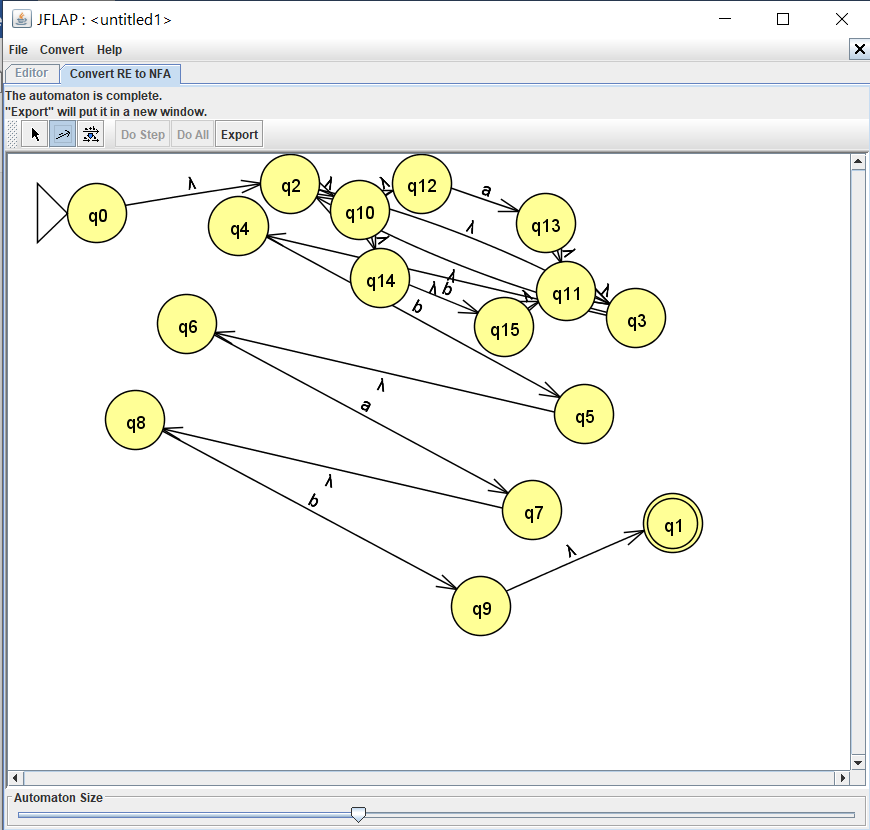 JFLAP : <untitled1>
File Convert Help
Editor Convert RE to NFA
The automaton is complete.
"Export" will put it in a new window.
Do Step Do All Export
q0
λ
q2
λ
q10
λ
q12
a
q13
q4
λ
λ
q14
λ
b
λ
q11
λ
q3
q15
b
q6
λ
a
q5
q8
λ
b
q7
q1
λ
q9
Automaton Size